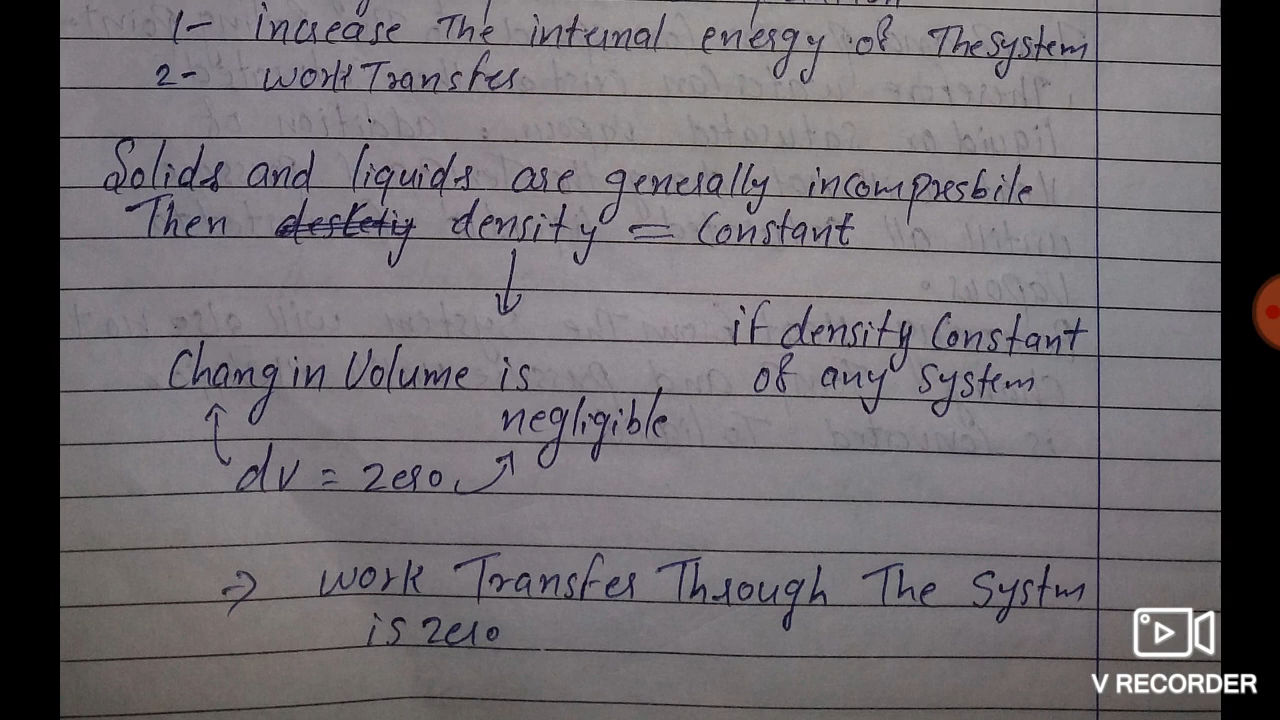 1- increase The internal energy of The system
2- work Transfer
Solids and liquids are generally incompresbile
Then density = Constant
if density Constant
of any system
Chang in Volume is
negligible
dv = zero
⇒ work Transfer Through The Systm
is zero
V RECORDER